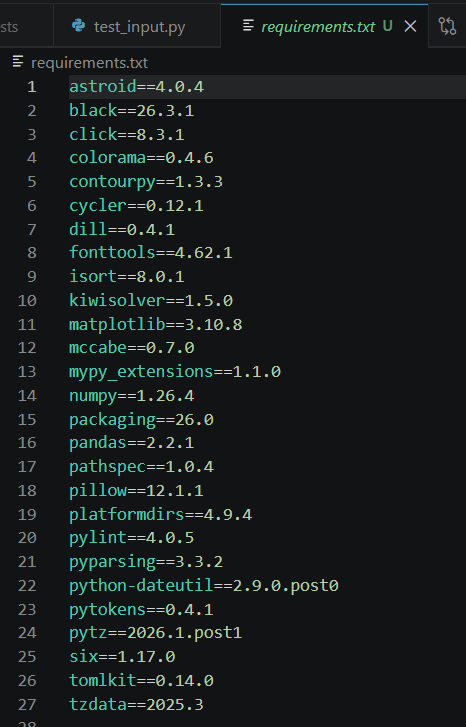 sts test_input.py requirements.txt U
requirements.txt
1 astroid==4.0.4
2 black==26.3.1
3 click==8.3.1
4 colorama==0.4.6
5 contourpy==1.3.3
6 cycler==0.12.1
7 dill==0.4.1
8 fonttools==4.62.1
9 isort==8.0.1
10 kiwisolver==1.5.0
11 matplotlib==3.10.8
12 mccabe==0.7.0
13 mypy_extensions==1.1.0
14 numpy==1.26.4
15 packaging==26.0
16 pandas==2.2.1
17 pathspec==1.0.4
18 pillow==12.1.1
19 platformdirs==4.9.4
20 pylint==4.0.5
21 pyparsing==3.3.2
22 python-dateutil==2.9.0.post0
23 pytokens==0.4.1
24 pytz==2026.1.post1
25 six==1.17.0
26 tomlkit==0.14.0
27 tzdata==2025.3
28